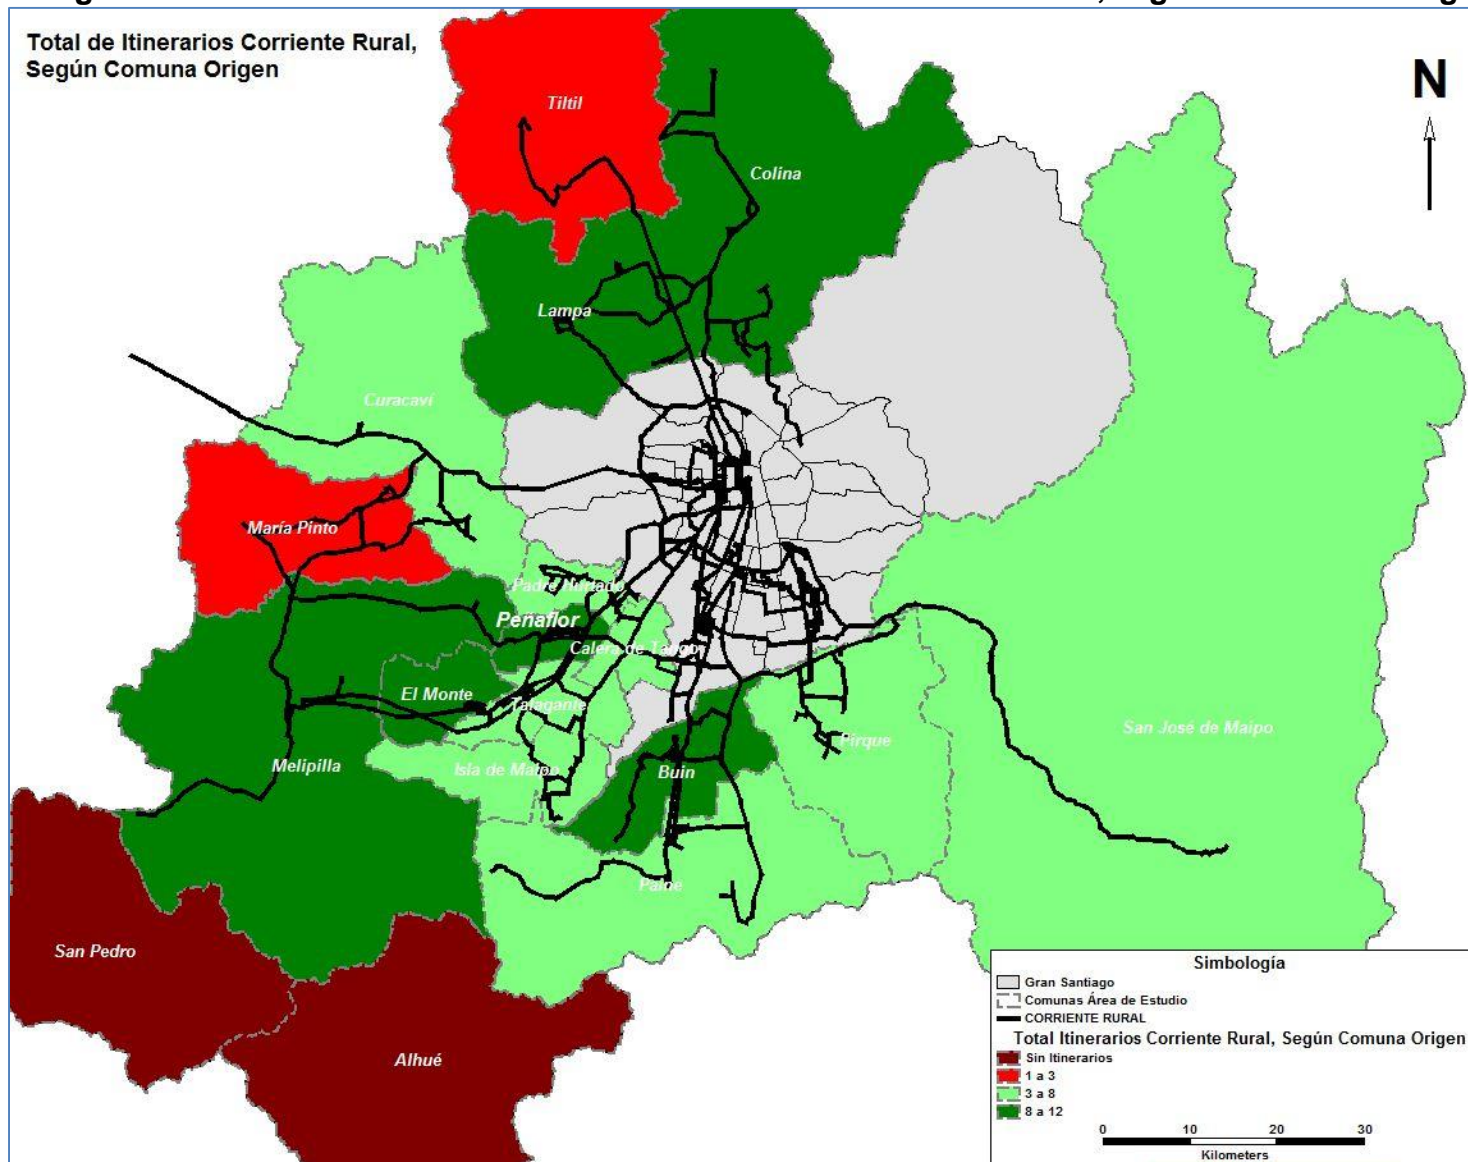 Total de Itinerarios Corriente Rural,
Según Comuna Origen
N
Tiltil
Colina
Lampa
Curacaví
María Pinto
Padre Hurtado
Peñaflor
Calera de Tango
El Monte
Talagante
San José de Maipo
Pirque
Melipilla
Isla de Maipo
Buin
Paine
San Pedro
Alhué
Simbología
Gran Santiago
Comunas Área de Estudio
CORRIENTE RURAL
Total Itinerarios Corriente Rural, Según Comuna Origen
Sin Itinerarios
1 a 3
3 a 8
8 a 12
0 10 20 30
Kilometers